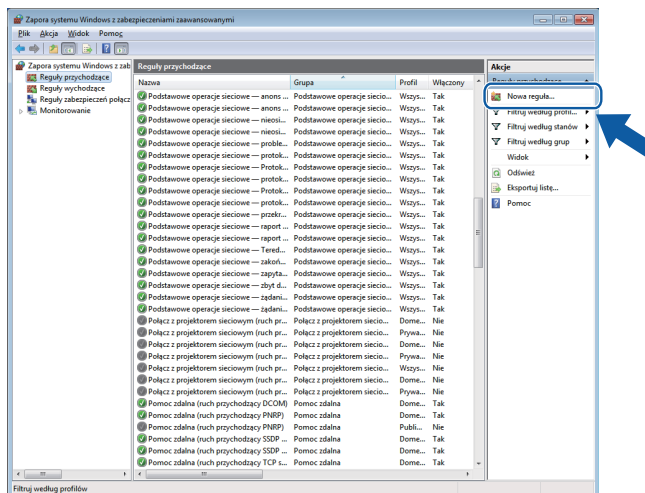 Zapora systemu Windows z zabezpieczeniami zaawansowanymi
Plik Akcja Widok Pomoc
Zapora systemu Windows z zab
Reguły przychodzące
Reguły wychodzące
Reguły zabezpieczeń połącz
Monitorowanie
Reguły przychodzące
Nazwa Grupa Profil Włączony
Podstawowe operacje sieciowe — anons ... Podstawowe operacje siecio... Wszys... Tak
Podstawowe operacje sieciowe — anons ... Podstawowe operacje siecio... Wszys... Tak
Podstawowe operacje sieciowe — nieosi... Podstawowe operacje siecio... Wszys... Tak
Podstawowe operacje sieciowe — nieosi... Podstawowe operacje siecio... Wszys... Tak
Podstawowe operacje sieciowe — proble... Podstawowe operacje siecio... Wszys... Tak
Podstawowe operacje sieciowe — protok... Podstawowe operacje siecio... Wszys... Tak
Podstawowe operacje sieciowe — Protok... Podstawowe operacje siecio... Wszys... Tak
Podstawowe operacje sieciowe — Protok... Podstawowe operacje siecio... Wszys... Tak
Podstawowe operacje sieciowe — Protok... Podstawowe operacje siecio... Wszys... Tak
Podstawowe operacje sieciowe — protok... Podstawowe operacje siecio... Wszys... Tak
Podstawowe operacje sieciowe — przekr... Podstawowe operacje siecio... Wszys... Tak
Podstawowe operacje sieciowe — raport ... Podstawowe operacje siecio... Wszys... Tak
Podstawowe operacje sieciowe — raport ... Podstawowe operacje siecio... Wszys... Tak
Podstawowe operacje sieciowe — Tered... Podstawowe operacje siecio... Wszys... Tak
Podstawowe operacje sieciowe — zakoń... Podstawowe operacje siecio... Wszys... Tak
Podstawowe operacje sieciowe — zapyta... Podstawowe operacje siecio... Wszys... Tak
Podstawowe operacje sieciowe — zbyt d... Podstawowe operacje siecio... Wszys... Tak
Podstawowe operacje sieciowe — żądani... Podstawowe operacje siecio... Wszys... Tak
Podstawowe operacje sieciowe — żądani... Podstawowe operacje siecio... Wszys... Tak
Połącz z projektorem sieciowym (ruch pr... Połącz z projektorem siecio... Dome... Nie
Połącz z projektorem sieciowym (ruch pr... Połącz z projektorem siecio... Prywa... Nie
Połącz z projektorem sieciowym (ruch pr... Połącz z projektorem siecio... Dome... Nie
Połącz z projektorem sieciowym (ruch pr... Połącz z projektorem siecio... Prywa... Nie
Połącz z projektorem sieciowym (ruch pr... Połącz z projektorem siecio... Wszys... Nie
Połącz z projektorem sieciowym (ruch pr... Połącz z projektorem siecio... Dome... Nie
Połącz z projektorem sieciowym (ruch pr... Połącz z projektorem siecio... Prywa... Nie
Pomoc zdalna (ruch przychodzący DCOM) Pomoc zdalna Dome... Tak
Pomoc zdalna (ruch przychodzący PNRP) Pomoc zdalna Dome... Tak
Pomoc zdalna (ruch przychodzący PNRP) Pomoc zdalna Publi... Nie
Pomoc zdalna (ruch przychodzący SSDP ... Pomoc zdalna Dome... Tak
Pomoc zdalna (ruch przychodzący SSDP ... Pomoc zdalna Dome... Tak
Pomoc zdalna (ruch przychodzący TCP s... Pomoc zdalna Dome... Tak
Akcje
Reguły przychodzące
Nowa reguła...
Filtruj według profil...
Filtruj według stanów
Filtruj według grup
Widok
Odśwież
Eksportuj listę...
Pomoc
Filtruj według profilów